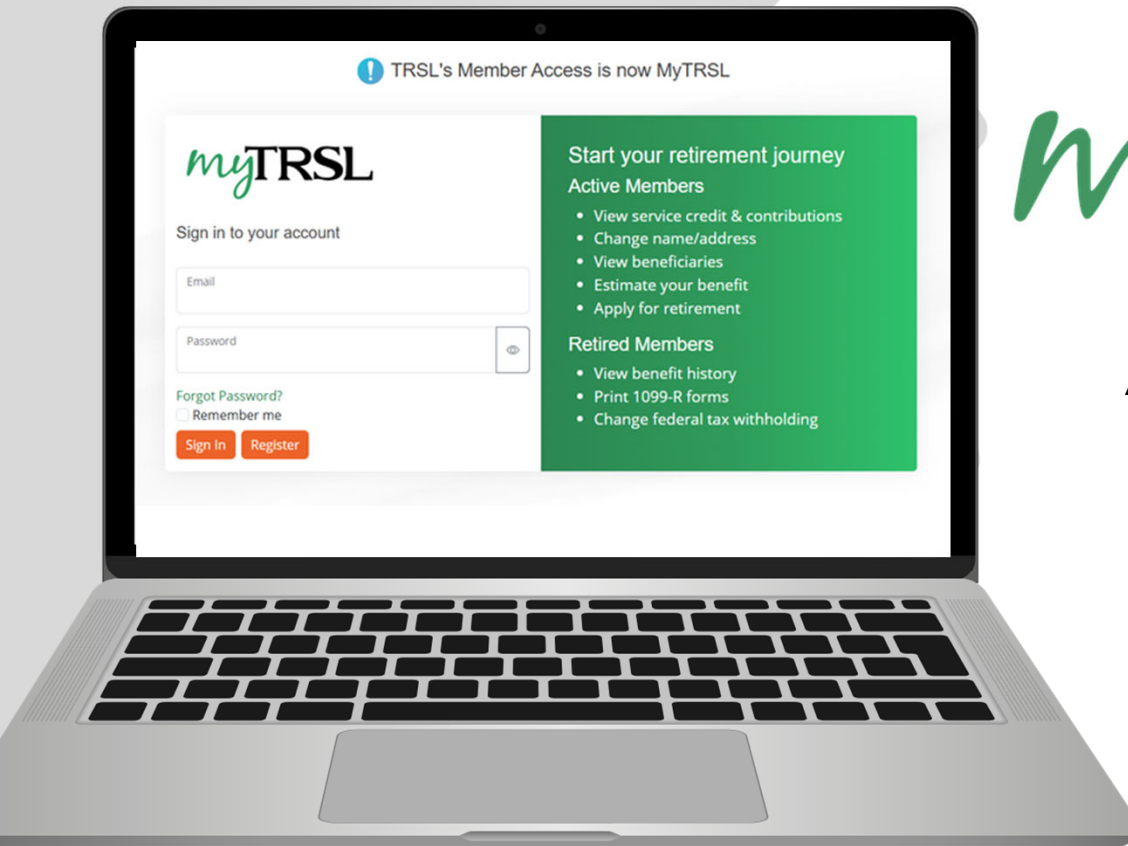 TRSL's Member Access is now MyTRSL
myTRSL
Sign in to your account
Email
Password
Forgot Password?
Remember me
Sign In Register
Start your retirement journey
Active Members
• View service credit & contributions
• Change name/address
• View beneficiaries
• Estimate your benefit
• Apply for retirement
Retired Members
• View benefit history
• Print 1099-R forms
• Change federal tax withholding